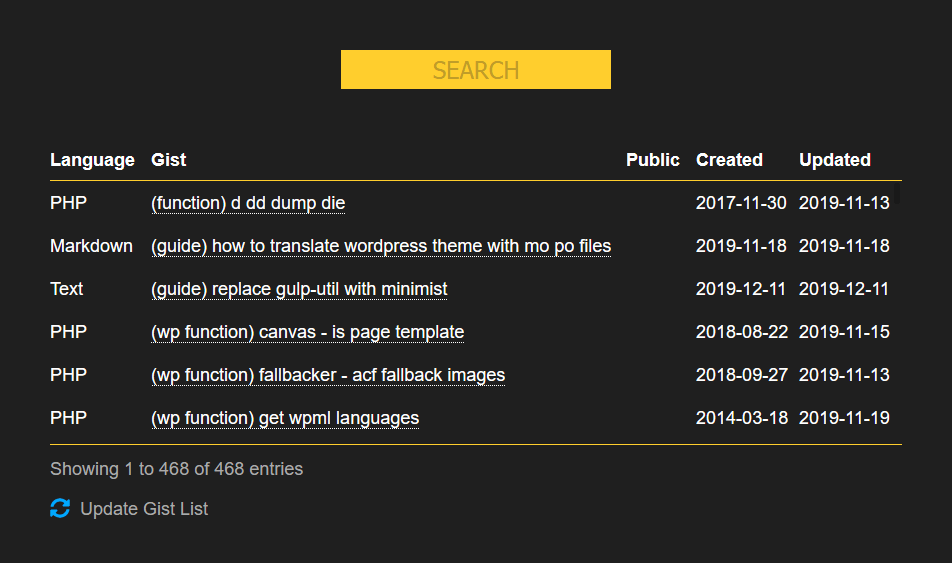 SEARCH
Language Gist Public Created Updated
PHP (function) d dd dump die 2017-11-30 2019-11-13
Markdown (guide) how to translate wordpress theme with mo po files 2019-11-18 2019-11-18
Text (guide) replace gulp-util with minimist 2019-12-11 2019-12-11
PHP (wp function) canvas - is page template 2018-08-22 2019-11-15
PHP (wp function) fallbacker - acf fallback images 2018-09-27 2019-11-13
PHP (wp function) get wpml languages 2014-03-18 2019-11-19
Showing 1 to 468 of 468 entries
Update Gist List